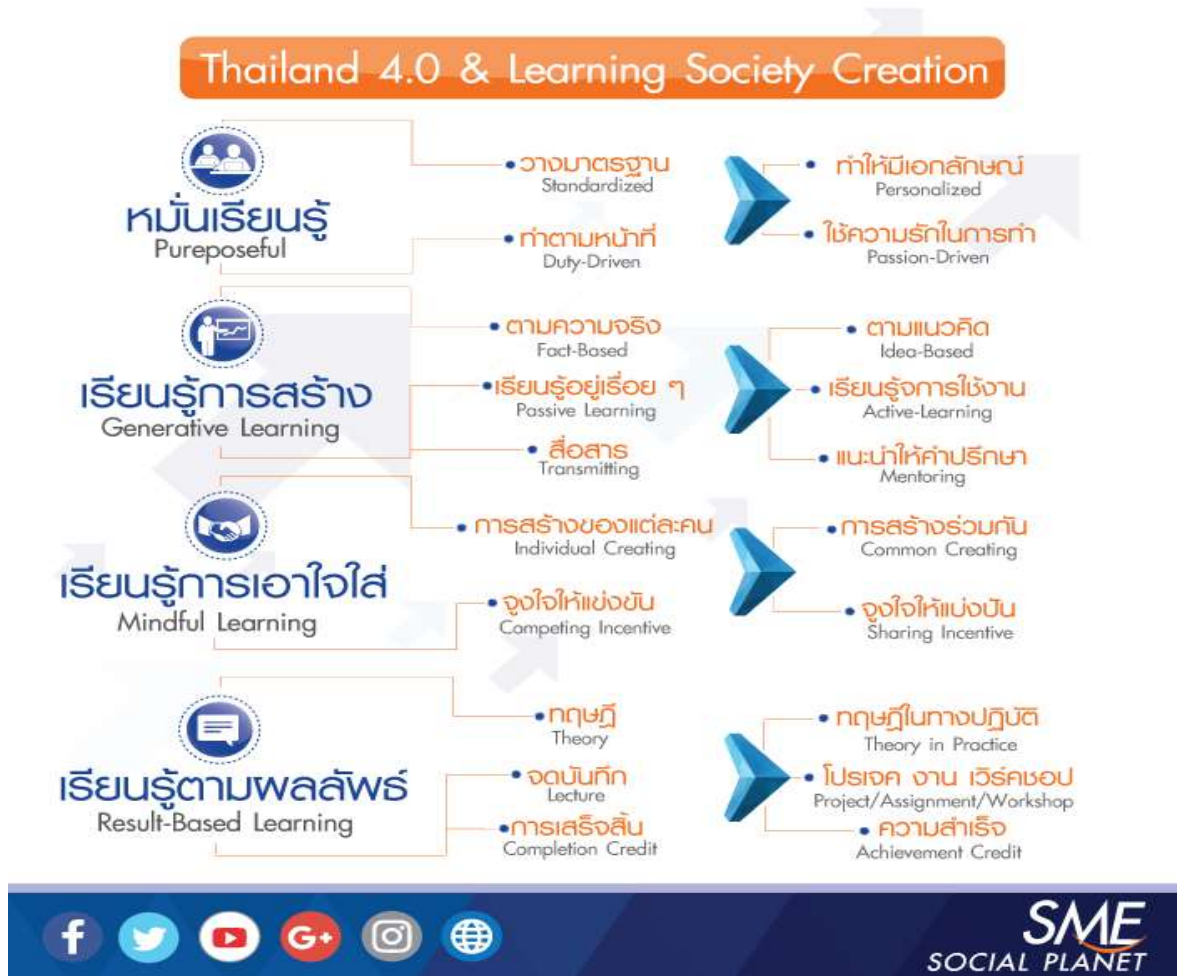 Thailand 4.0 & Learning Society Creation
หมั่นเรียนรู้
Pureposeful
วางมาตรฐาน
Standardized
ทำให้มีเอกลักษณ์
Personalized
ทำตามหน้าที่
Duty-Driven
ใช้ความรักในการทำ
Passion-Driven
เรียนรู้การสร้าง
Generative Learning
ตามความจริง
Fact-Based
ตามแนวคิด
Idea-Based
เรียนรู้อยู่เรื่อย ๆ
Passive Learning
เรียนรู้จการใช้งาน
Active-Learning
สื่อสาร
Transmitting
แนะนำให้คำปรึกษา
Mentoring
เรียนรู้การเอาใจใส่
Mindful Learning
การสร้างของแต่ละคน
Individual Creating
การสร้างร่วมกัน
Common Creating
จูงใจให้แข่งขัน
Competing Incentive
จูงใจให้แบ่งปัน
Sharing Incentive
เรียนรู้ตามผลลัพธ์
Result-Based Learning
ทฤษฎี
Theory
ทฤษฎีในทางปฏิบัติ
Theory in Practice
จดบันทึก
Lecture
โปรเจค งาน เวิร์คชอป
Project/Assignment/Workshop
การเสร็จสิ้น
Completion Credit
ความสำเร็จ
Achievement Credit
f
G+
SME
SOCIAL PLANET